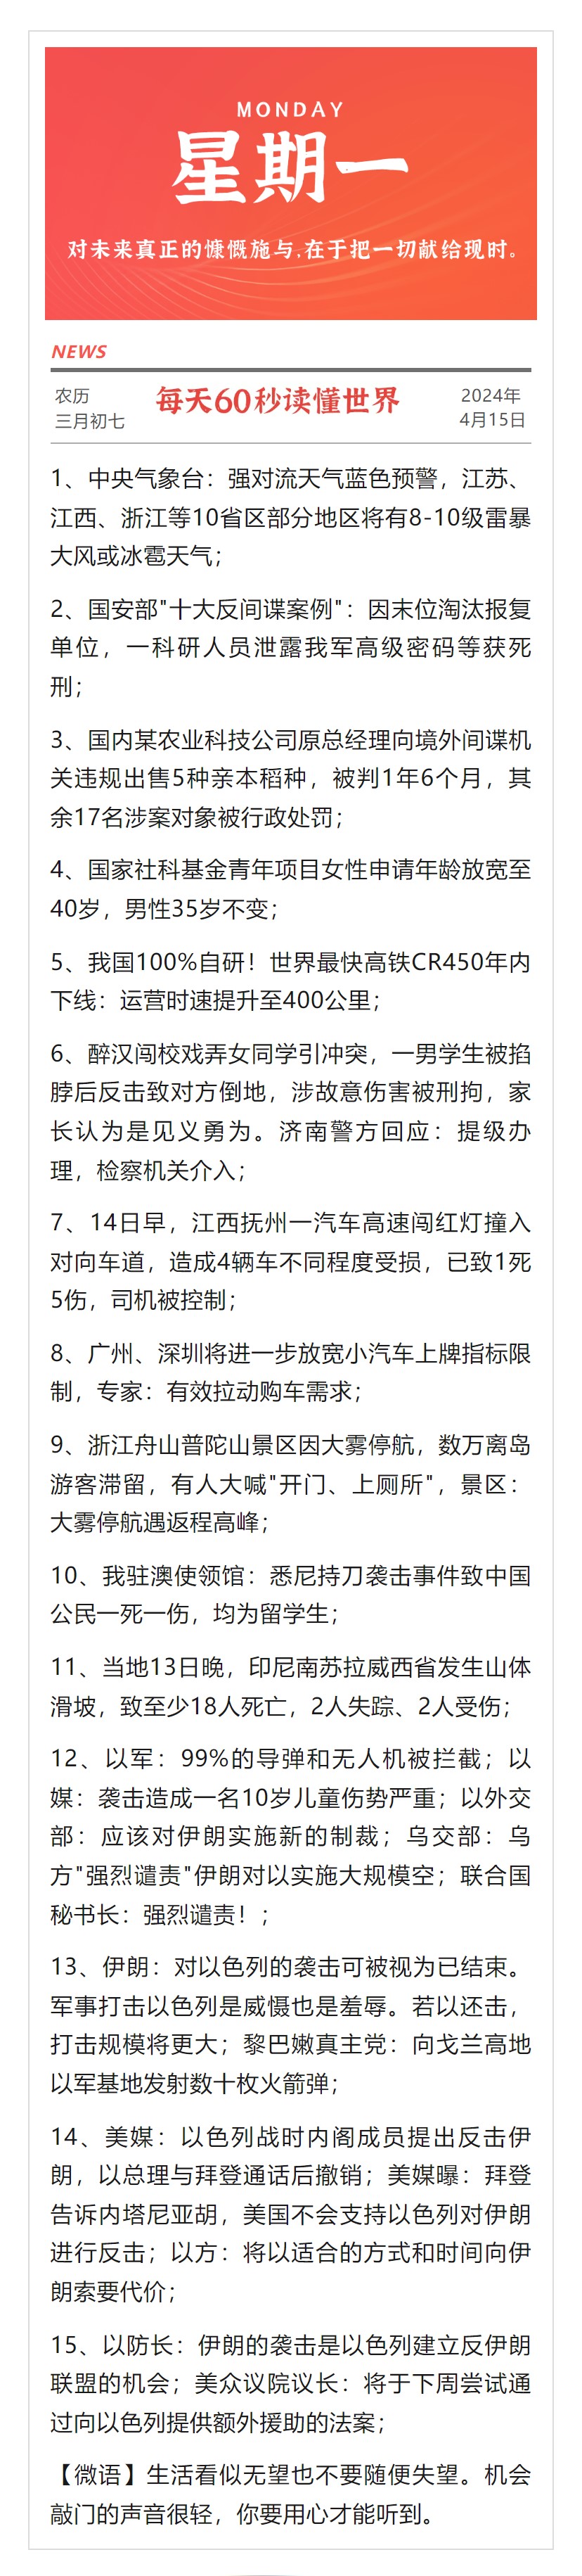 MONDAY
星期一
对未来真正的慷慨施与,在于把一切献给现时。
NEWS
农历
三月初七
每天60秒读懂世界
2024年
4月15日
1、中央气象台：强对流天气蓝色预警，江苏、
江西、浙江等10省区部分地区将有8-10级雷暴
大风或冰雹天气；
2、国安部"十大反间谍案例"：因末位淘汰报复
单位，一科研人员泄露我军高级密码等获死
刑；
3、国内某农业科技公司原总经理向境外间谍机
关违规出售5种亲本稻种，被判1年6个月，其
余17名涉案对象被行政处罚；
4、国家社科基金青年项目女性申请年龄放宽至
40岁，男性35岁不变；
5、我国100%自研！世界最快高铁CR450年内
下线：运营时速提升至400公里；
6、醉汉闯校戏弄女同学引冲突，一男学生被掐
脖后反击致对方倒地，涉故意伤害被刑拘，家
长认为是见义勇为。济南警方回应：提级办
理，检察机关介入；
7、14日早，江西抚州一汽车高速闯红灯撞入
对向车道，造成4辆车不同程度受损，已致1死
5伤，司机被控制；
8、广州、深圳将进一步放宽小汽车上牌指标限
制，专家：有效拉动购车需求；
9、浙江舟山普陀山景区因大雾停航，数万离岛
游客滞留，有人大喊"开门、上厕所"，景区：
大雾停航遇返程高峰；
10、我驻澳使领馆：悉尼持刀袭击事件致中国
公民一死一伤，均为留学生；
11、当地13日晚，印尼南苏拉威西省发生山体
滑坡，致至少18人死亡，2人失踪、2人受伤；
12、以军：99%的导弹和无人机被拦截；以
媒：袭击造成一名10岁儿童伤势严重；以外交
部：应该对伊朗实施新的制裁；乌交部：乌
方"强烈谴责"伊朗对以实施大规模空；联合国
秘书长：强烈谴责！；
13、伊朗：对以色列的袭击可被视为已结束。
军事打击以色列是威慑也是羞辱。若以还击，
打击规模将更大；黎巴嫩真主党：向戈兰高地
以军基地发射数十枚火箭弹；
14、美媒：以色列战时内阁成员提出反击伊
朗，以总理与拜登通话后撤销；美媒曝：拜登
告诉内塔尼亚胡，美国不会支持以色列对伊朗
进行反击；以方：将以适合的方式和时间向伊
朗索要代价；
15、以防长：伊朗的袭击是以色列建立反伊朗
联盟的机会；美众议院议长：将于下周尝试通
过向以色列提供额外援助的法案；
【微语】生活看似无望也不要随便失望。机会
敲门的声音很轻，你要用心才能听到。